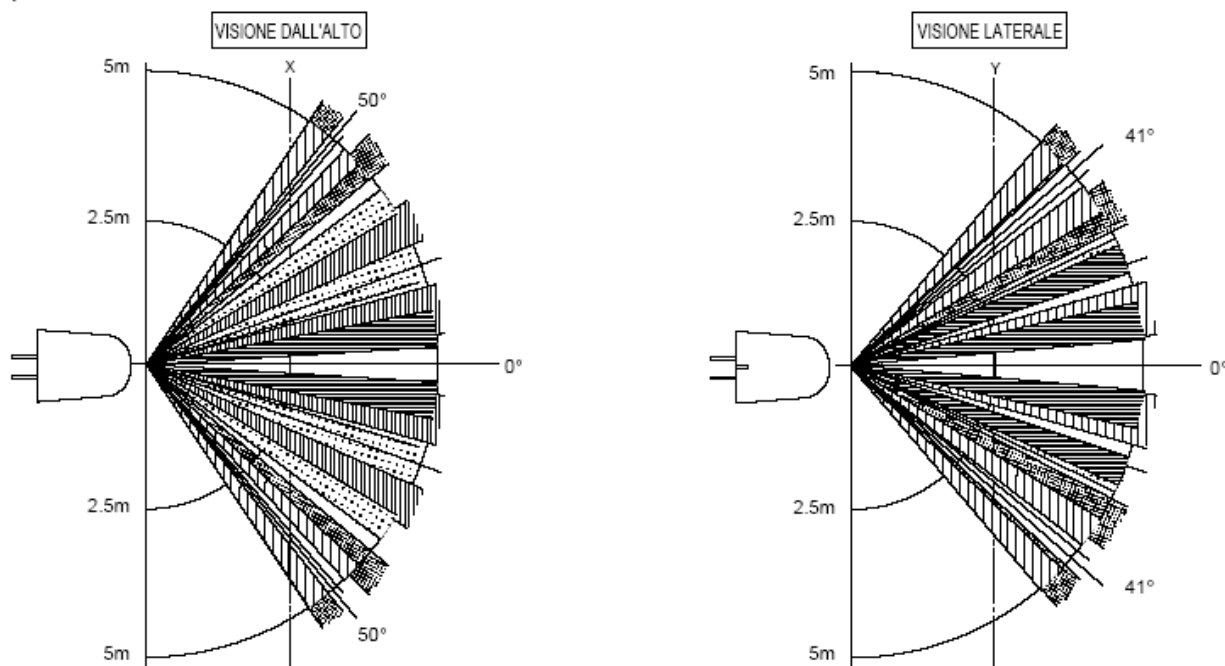 VISIONE DALL'ALTO
VISIONE LATERALE
5m
X
50°
2.5m
0°
2.5m
50°
5m
5m
Y
41°
2.5m
0°
2.5m
41°
5m